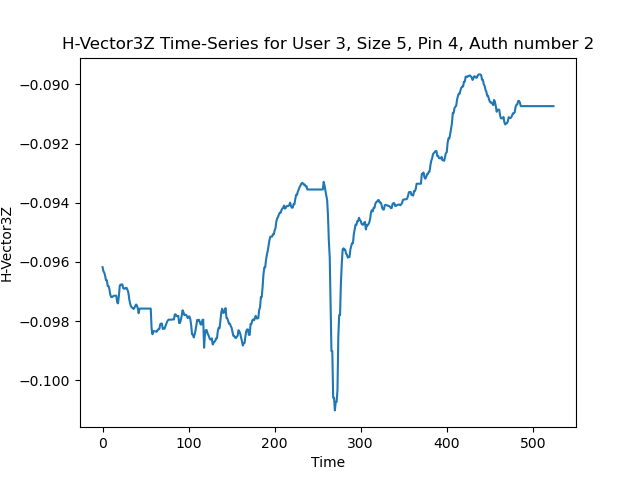 H-Vector3Z Time-Series for User 3, Size 5, Pin 4, Auth number 2
−0.090
−0.092
−0.094
−0.096
−0.098
−0.100
H-Vector3Z
0 100 200 300 400 500
Time